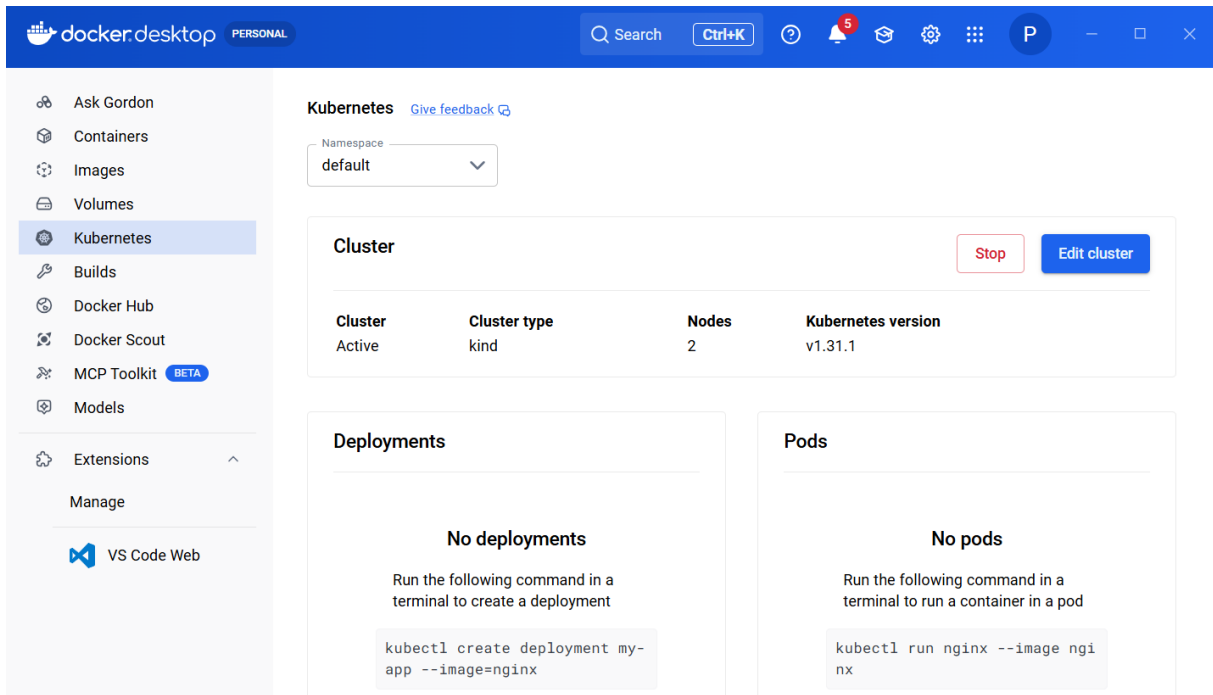 docker.desktop PERSONAL
Search Ctrl+K
5
P
Ask Gordon
Containers
Images
Volumes
Kubernetes
Builds
Docker Hub
Docker Scout
MCP Toolkit BETA
Models
Extensions
Manage
VS Code Web
Kubernetes Give feedback
Namespace
default
Cluster
Stop Edit cluster
Cluster Cluster type Nodes Kubernetes version
Active kind 2 v1.31.1
Deployments
No deployments
Run the following command in a
terminal to create a deployment
kubectl create deployment my-
app --image=nginx
Pods
No pods
Run the following command in a
terminal to run a container in a pod
kubectl run nginx --image ngi
nx